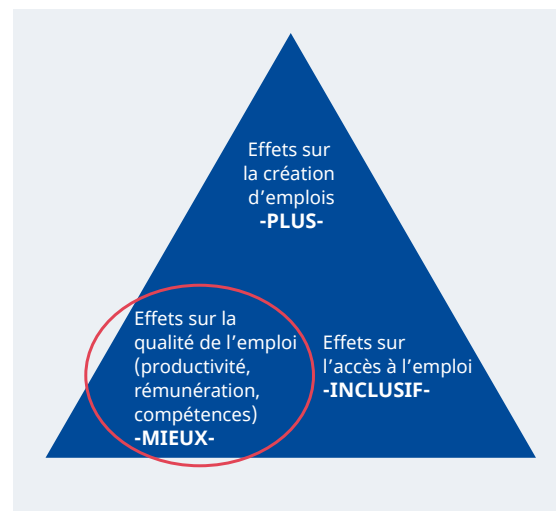 Effets sur
la création
d’emplois
-PLUS-
Effets sur la
qualité de l’emploi
(productivité,
rémunération,
compétences)
-MIEUX-
Effets sur
l’accès à l’emploi
-INCLUSIF-